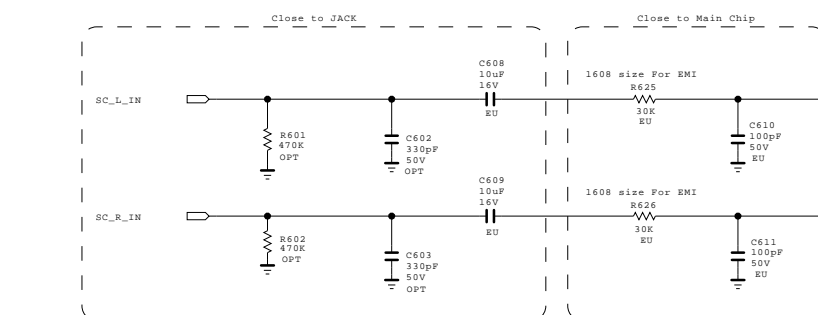 Close to JACK
Close to Main Chip
C608
10uF
16V
EU
1608 size For EMI
R625
30K
EU
SC_L_IN
R601
470K
OPT
C602
330pF
50V
OPT
C610
100pF
50V
EU
C609
10uF
16V
EU
1608 size For EMI
R626
30K
EU
SC_R_IN
R602
470K
OPT
C603
330pF
50V
OPT
C611
100pF
50V
EU